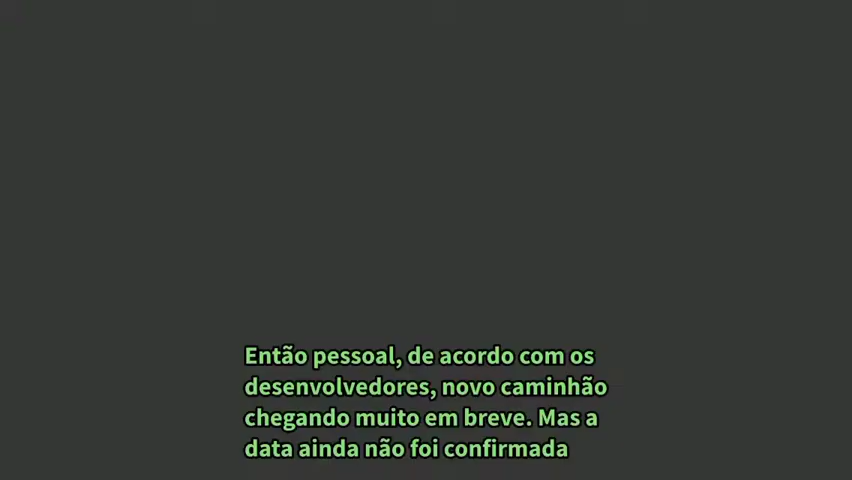 Então pessoal, de acordo com os
desenvolvedores, novo caminhão
chegando muito em breve. Mas a
data ainda não foi confirmada